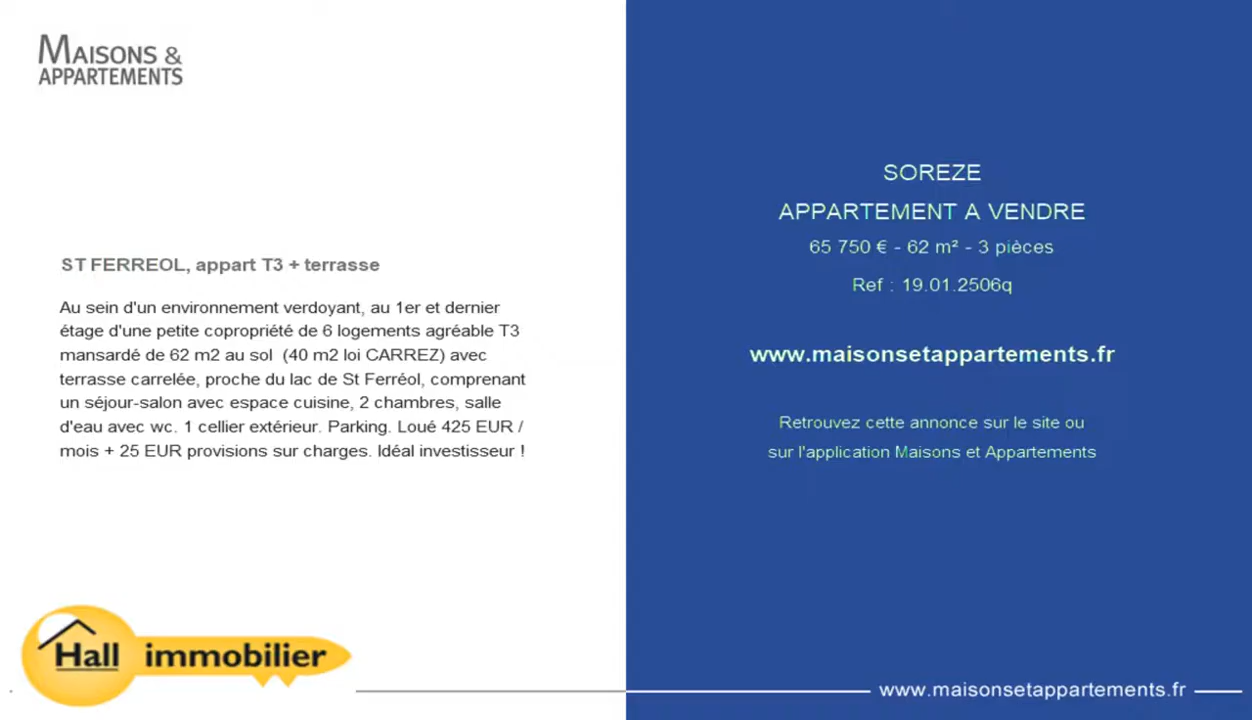 MAISONS &
APPARTEMENTS
ST FERREOL, appart T3 + terrasse
Au sein d'un environnement verdoyant, au 1er et dernier
étage d'une petite copropriété de 6 logements agréable T3
mansardé de 62 m2 au sol  (40 m2 loi CARREZ) avec
terrasse carrelée, proche du lac de St Ferréol, comprenant
un séjour-salon avec espace cuisine, 2 chambres, salle
d'eau avec wc. 1 cellier extérieur. Parking. Loué 425 EUR /
mois + 25 EUR provisions sur charges. Idéal investisseur !
Hall immobilier
SOREZE
APPARTEMENT A VENDRE
65 750 € - 62 m² - 3 pièces
Ref : 19.01.2506q
www.maisonsetappartements.fr
Retrouvez cette annonce sur le site ou
sur l'application Maisons et Appartements
www.maisonsetappartements.fr